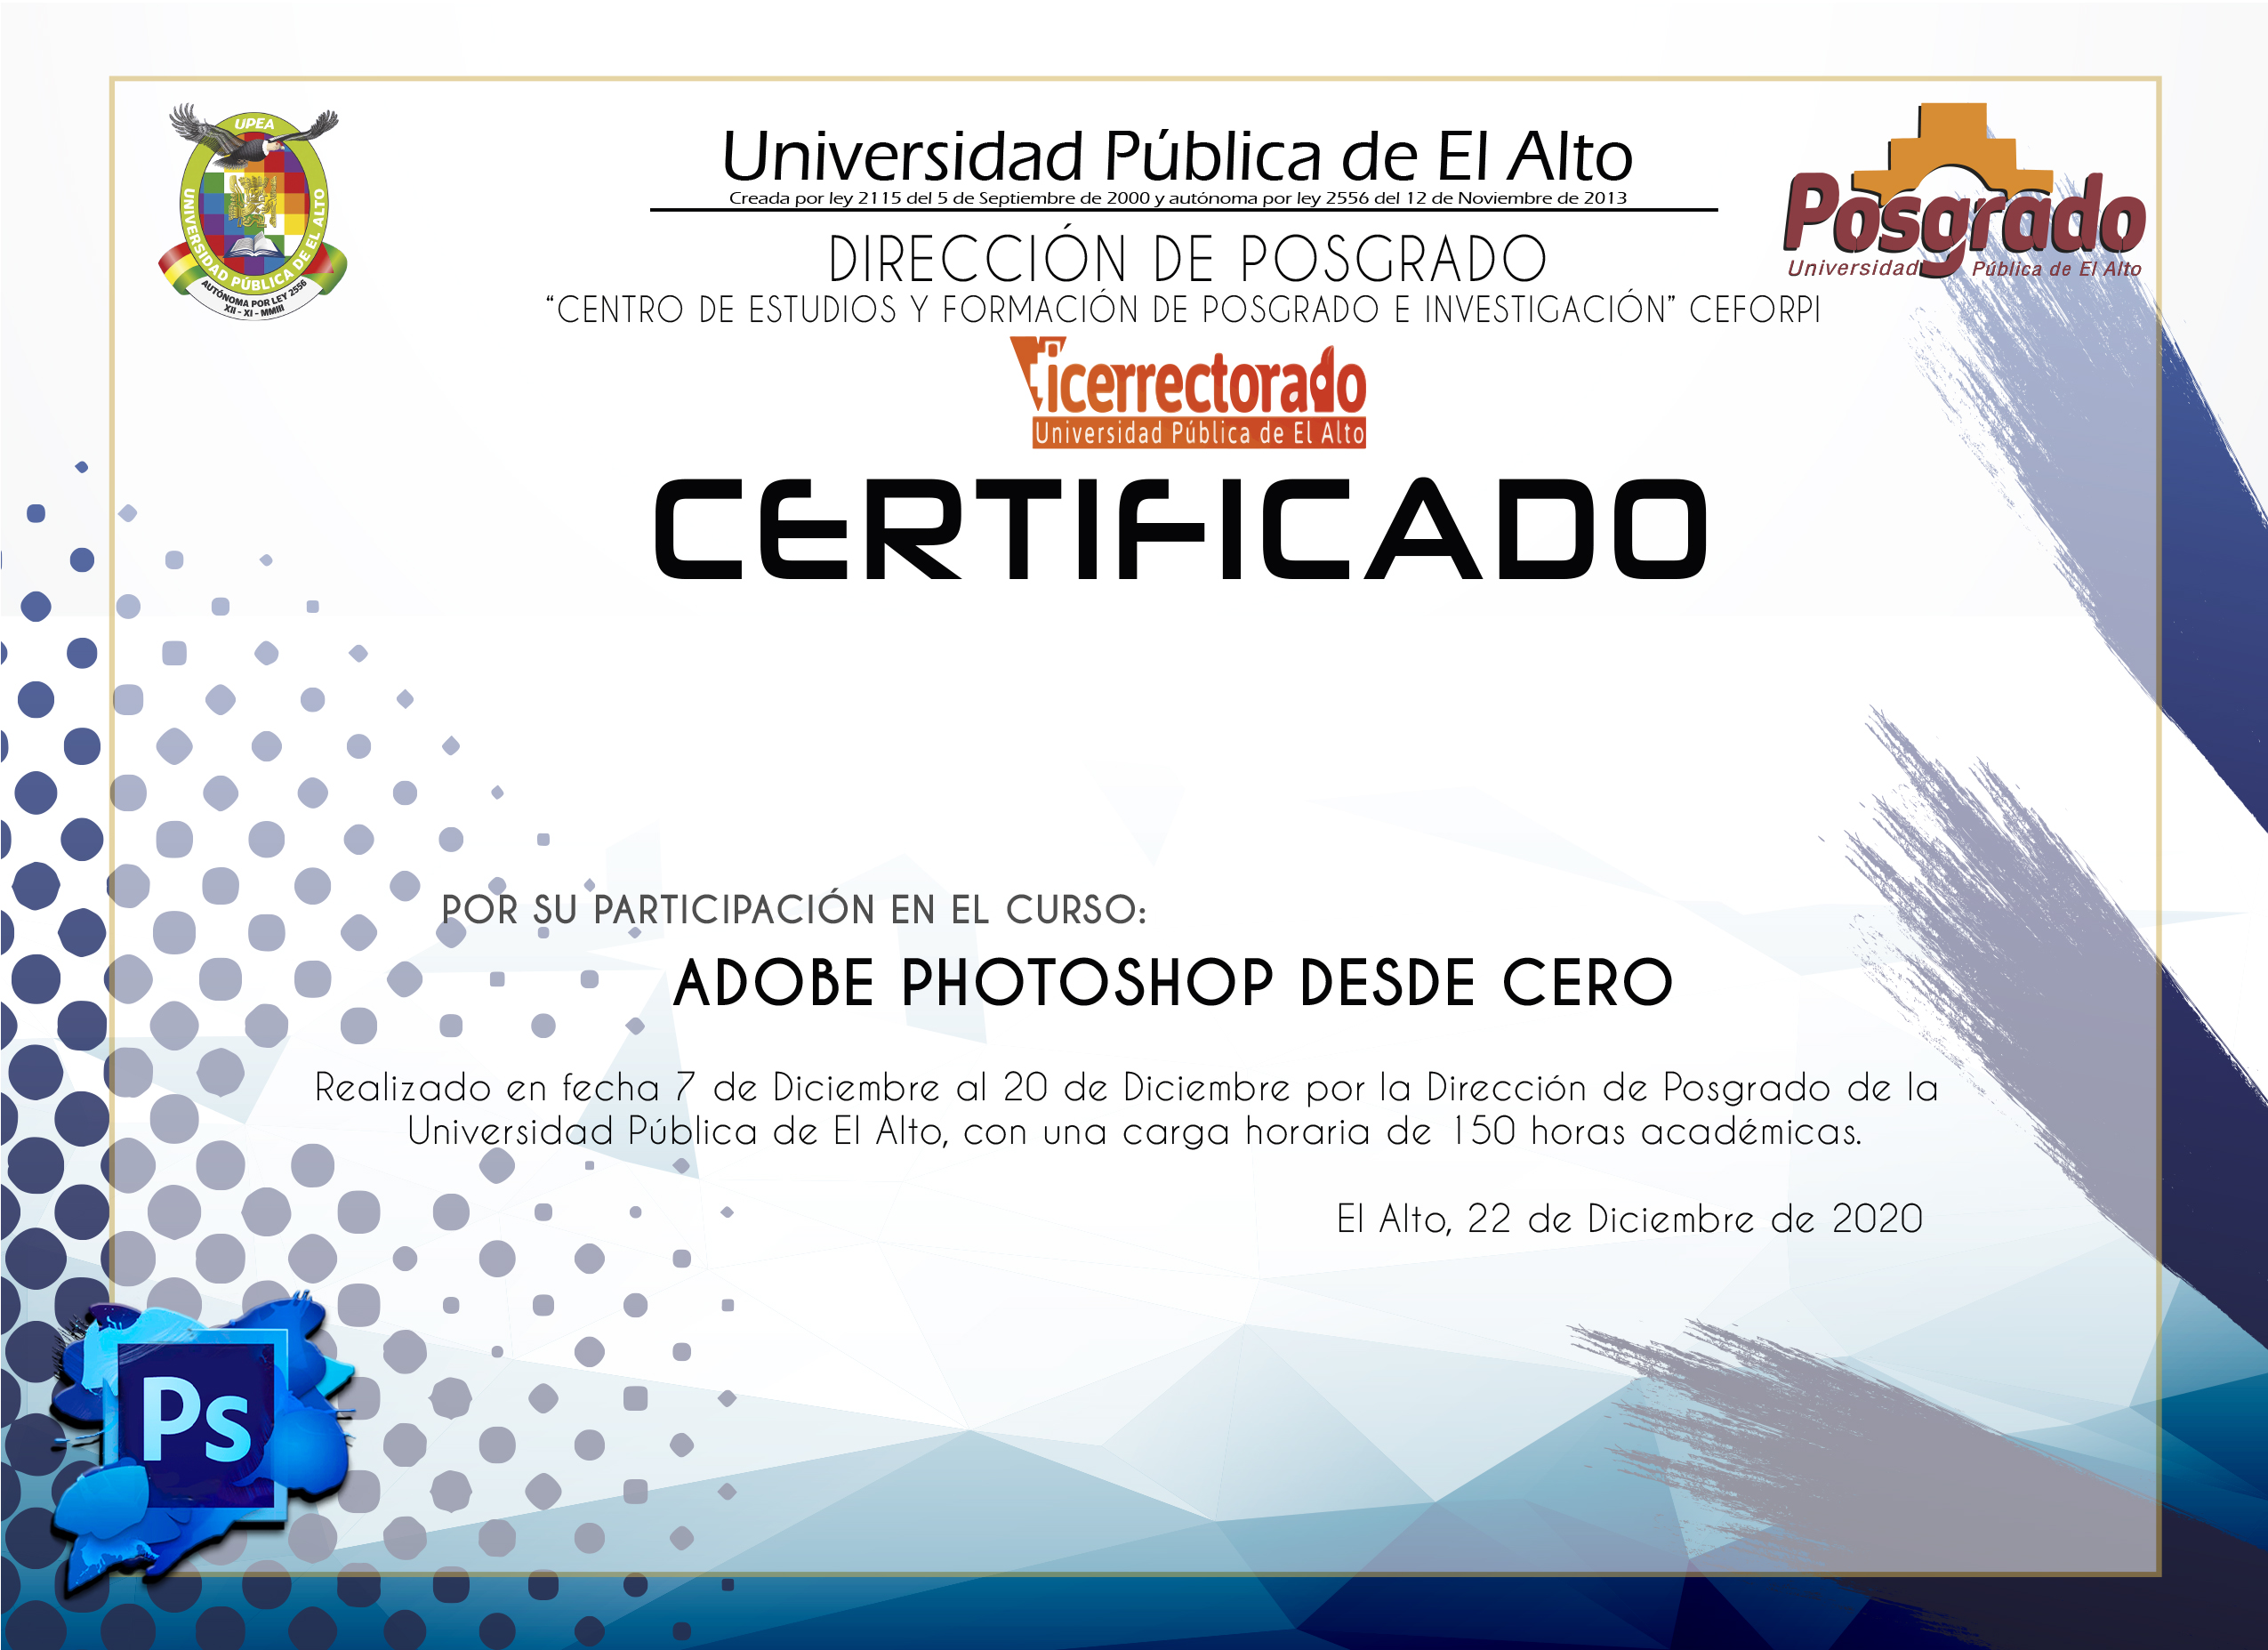 UPEA
UNIVERSIDAD PÚBLICA DE EL ALTO
AUTÓNOMA POR LEY 2556
XII - XI - MMIII
Universidad Pública de El Alto
Creada por ley 2115 del 5 de Septiembre de 2000 y autónoma por ley 2556 del 12 de Noviembre de 2013
DIRECCIÓN DE POSGRADO
“CENTRO DE ESTUDIOS Y FORMACIÓN DE POSGRADO E INVESTIGACIÓN” CEFORPI
Posgrado
Universidad Pública de El Alto
Vicerrectorado
Universidad Pública de El Alto
CERTIFICADO
POR SU PARTICIPACIÓN EN EL CURSO:
ADOBE PHOTOSHOP DESDE CERO
Realizado en fecha 7 de Diciembre al 20 de Diciembre por la Dirección de Posgrado de la
Universidad Pública de El Alto, con una carga horaria de 150 horas académicas.
El Alto, 22 de Diciembre de 2020
Ps